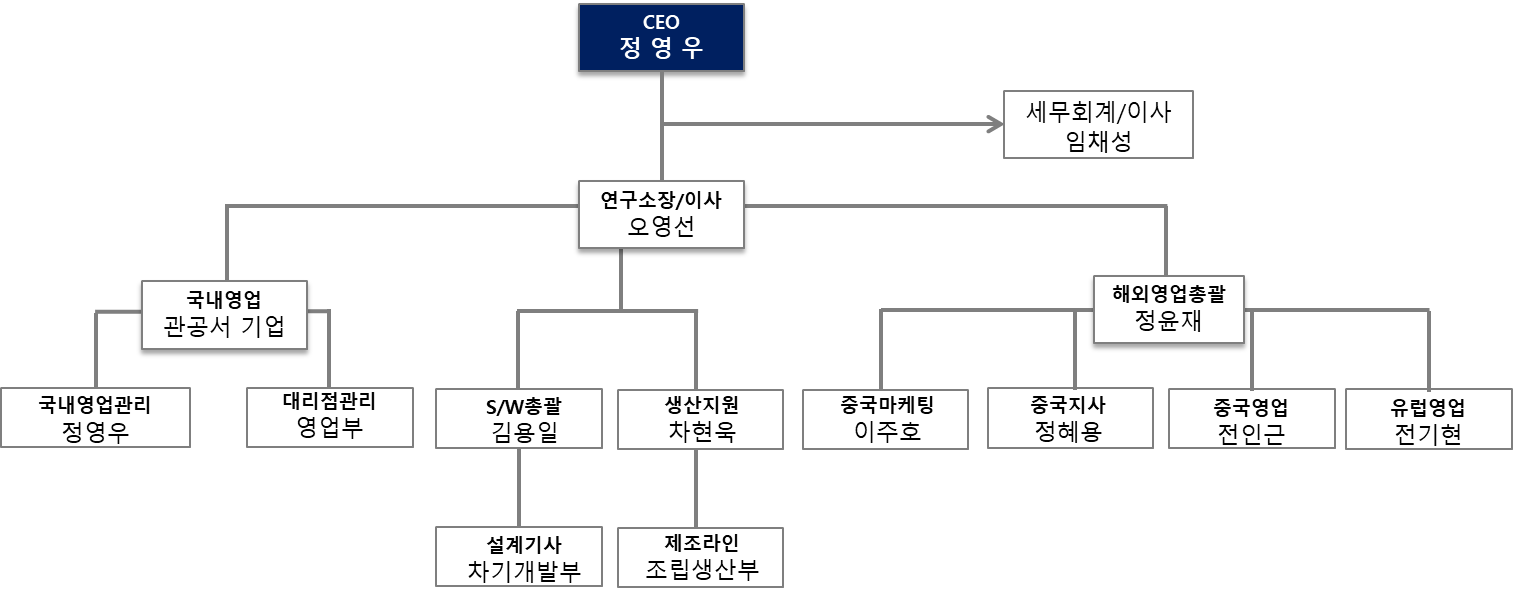 CEO
정 영 우
세무회계/이사
임채성
연구소장/이사
오영선
국내영업
관공서 기업
해외영업총괄
정윤재
국내영업관리
정영우
대리점관리
영업부
S/W총괄
김용일
생산지원
차현욱
중국마케팅
이주호
중국지사
정혜용
중국영업
전인근
유럽영업
전기현
설계기사
차기개발부
제조라인
조립생산부